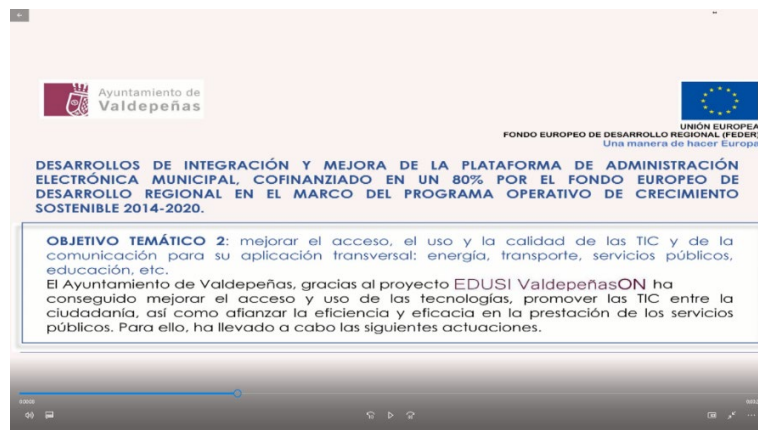 Ayuntamiento de
Valdepeñas
UNIÓN EUROPEA
FONDO EUROPEO DE DESARROLLO REGIONAL (FEDER)
Una manera de hacer Europa
DESARROLLOS DE INTEGRACIÓN Y MEJORA DE LA PLATAFORMA DE ADMINISTRACIÓN
ELECTRÓNICA MUNICIPAL, COFINANZIADO EN UN 80% POR EL FONDO EUROPEO DE
DESARROLLO REGIONAL EN EL MARCO DEL PROGRAMA OPERATIVO DE CRECIMIENTO
SOSTENIBLE 2014-2020.
OBJETIVO TEMÁTICO 2: mejorar el acceso, el uso y la calidad de las TIC y de la
comunicación para su aplicación transversal: energía, transporte, servicios públicos,
educación, etc.
El Ayuntamiento de Valdepeñas, gracias al proyecto EDUSI ValdepeñasON ha
conseguido mejorar el acceso y uso de las tecnologías, promover las TIC entre la
ciudadanía, así como afianzar la eficiencia y eficacia en la prestación de los servicios
públicos. Para ello, ha llevado a cabo las siguientes actuaciones.